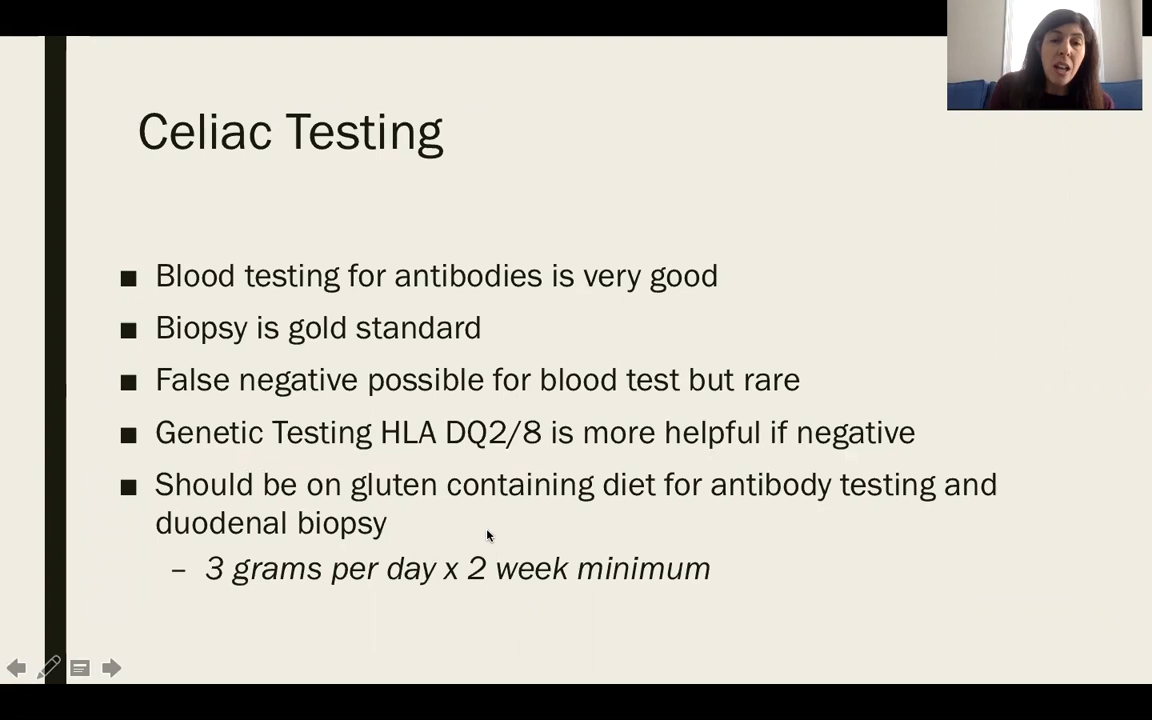 Celiac Testing
■ Blood testing for antibodies is very good
■ Biopsy is gold standard
■ False negative possible for blood test but rare
■ Genetic Testing HLA DQ2/8 is more helpful if negative
■ Should be on gluten containing diet for antibody testing and
duodenal biopsy
– 3 grams per day x 2 week minimum